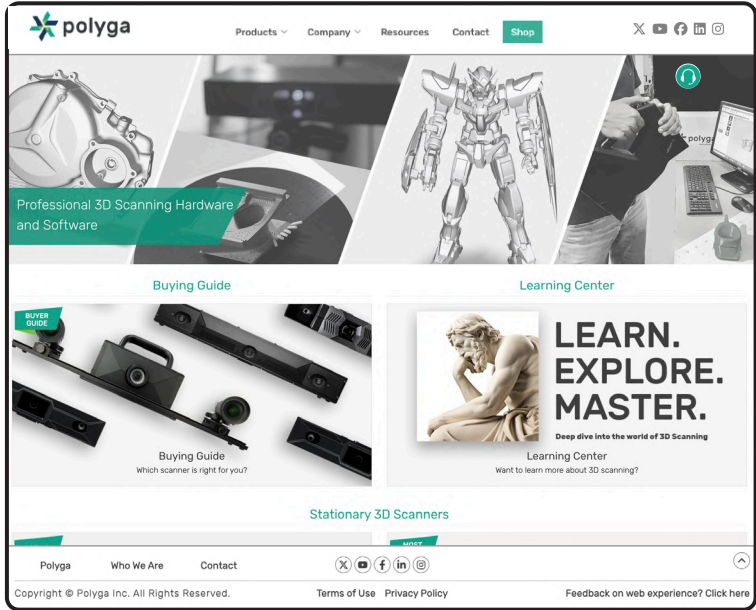 polyga
Products Company Resources Contact Shop
polyga
Professional 3D Scanning Hardware
and Software
Buying Guide
Learning Center
BUYER
GUIDE
LEARN.
EXPLORE.
MASTER.
Deep dive into the world of 3D Scanning
Buying Guide
Which scanner is right for you?
Learning Center
Want to learn more about 3D scanning?
Stationary 3D Scanners
MOST
Polyga Who We Are Contact
Copyright © Polyga Inc. All Rights Reserved.
Terms of Use Privacy Policy
Feedback on web experience? Click here